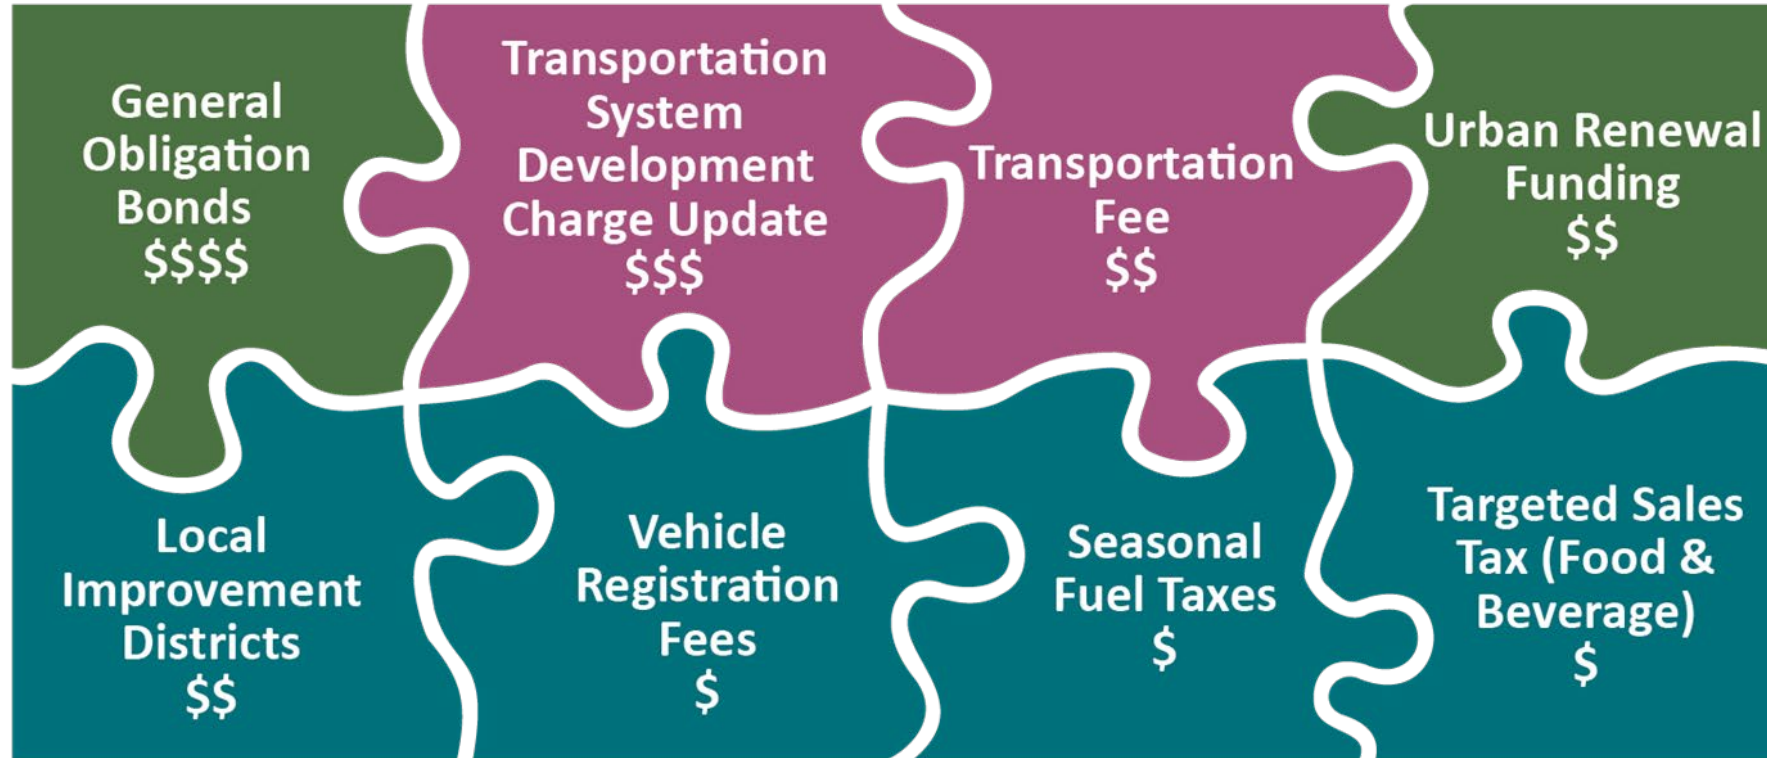 General
Obligation
Bonds
$$$$
Transportation
System
Development
Charge Update
$$$
Transportation
Fee
$$
Urban Renewal
Funding
$$
Local
Improvement
Districts
$$
Vehicle
Registration
Fees
$
Seasonal
Fuel Taxes
$
Targeted Sales
Tax (Food &
Beverage)
$